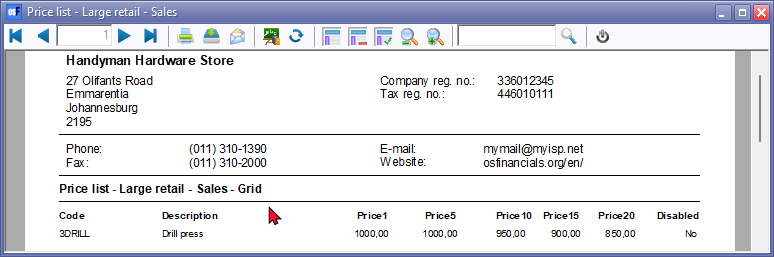 Price list - Large retail - Sales
1
Handyman Hardware Store
27 Olifants Road
Company reg. no.: 336012345
Emmarentia
Tax reg. no.: 446010111
Johannesburg
2195
Phone: (011) 310-1390 E-mail: mymail@myisp.net
Fax: (011) 310-2000 Website: osfinancials.org/en/
Price list - Large retail - Sales - Grid
Code Description Price1 Price5 Price10 Price15 Price20 Disabled
3DRILL Drill press 1000,00 1000,00 950,00 900,00 850,00 No